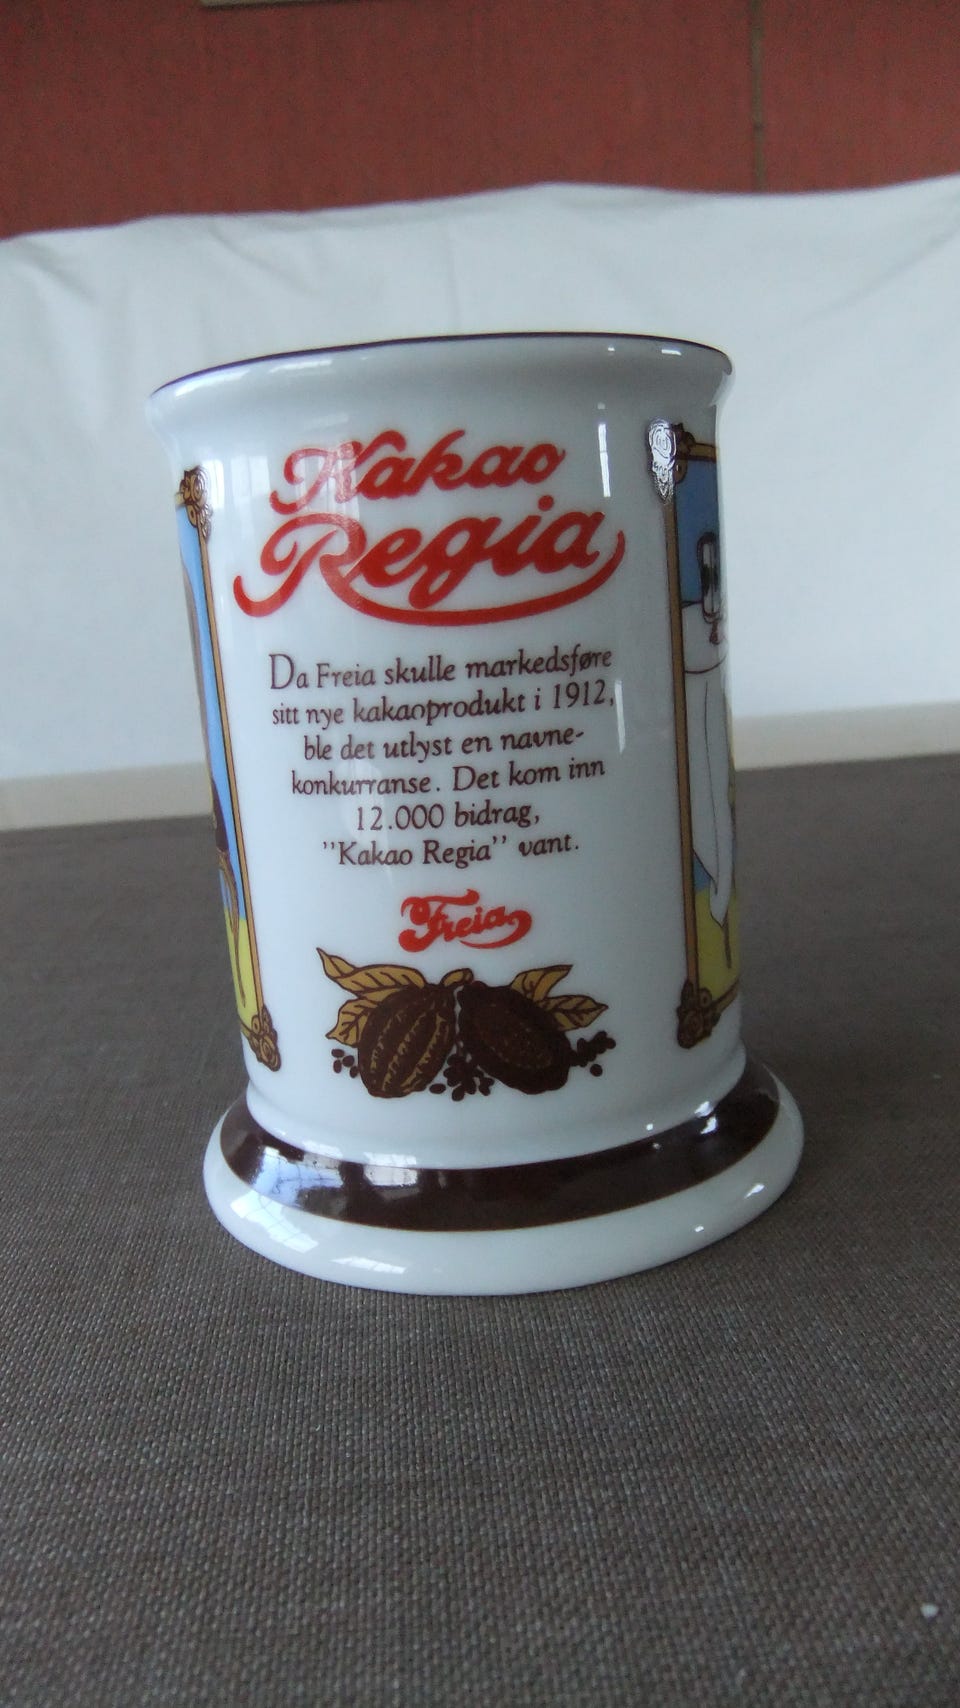 Kakao
Regia
Da Freia skulle markedsføre
sitt nye kakaoprodukt i 1912,
ble det utlyst en navne-
konkurranse. Det kom inn
12.000 bidrag,
"Kakao Regia" vant.
Freia